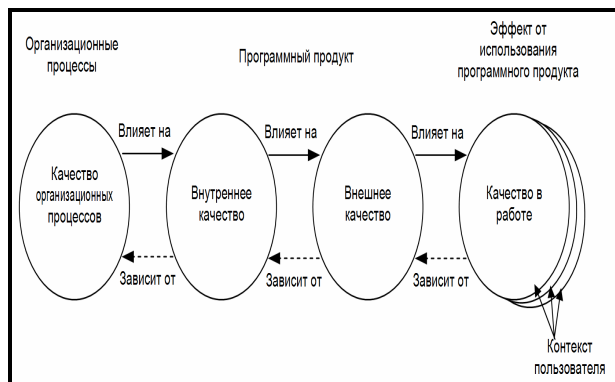 Организационные
процессы
Программный продукт
Эффект от
использования
программного продукта
Влияет на
Влияет на
Влияет на
Качество
организационных
процессов
Внутреннее
качество
Внешнее
качество
Качество в
работе
Зависит от
Зависит от
Зависит от
Контекст
пользователя